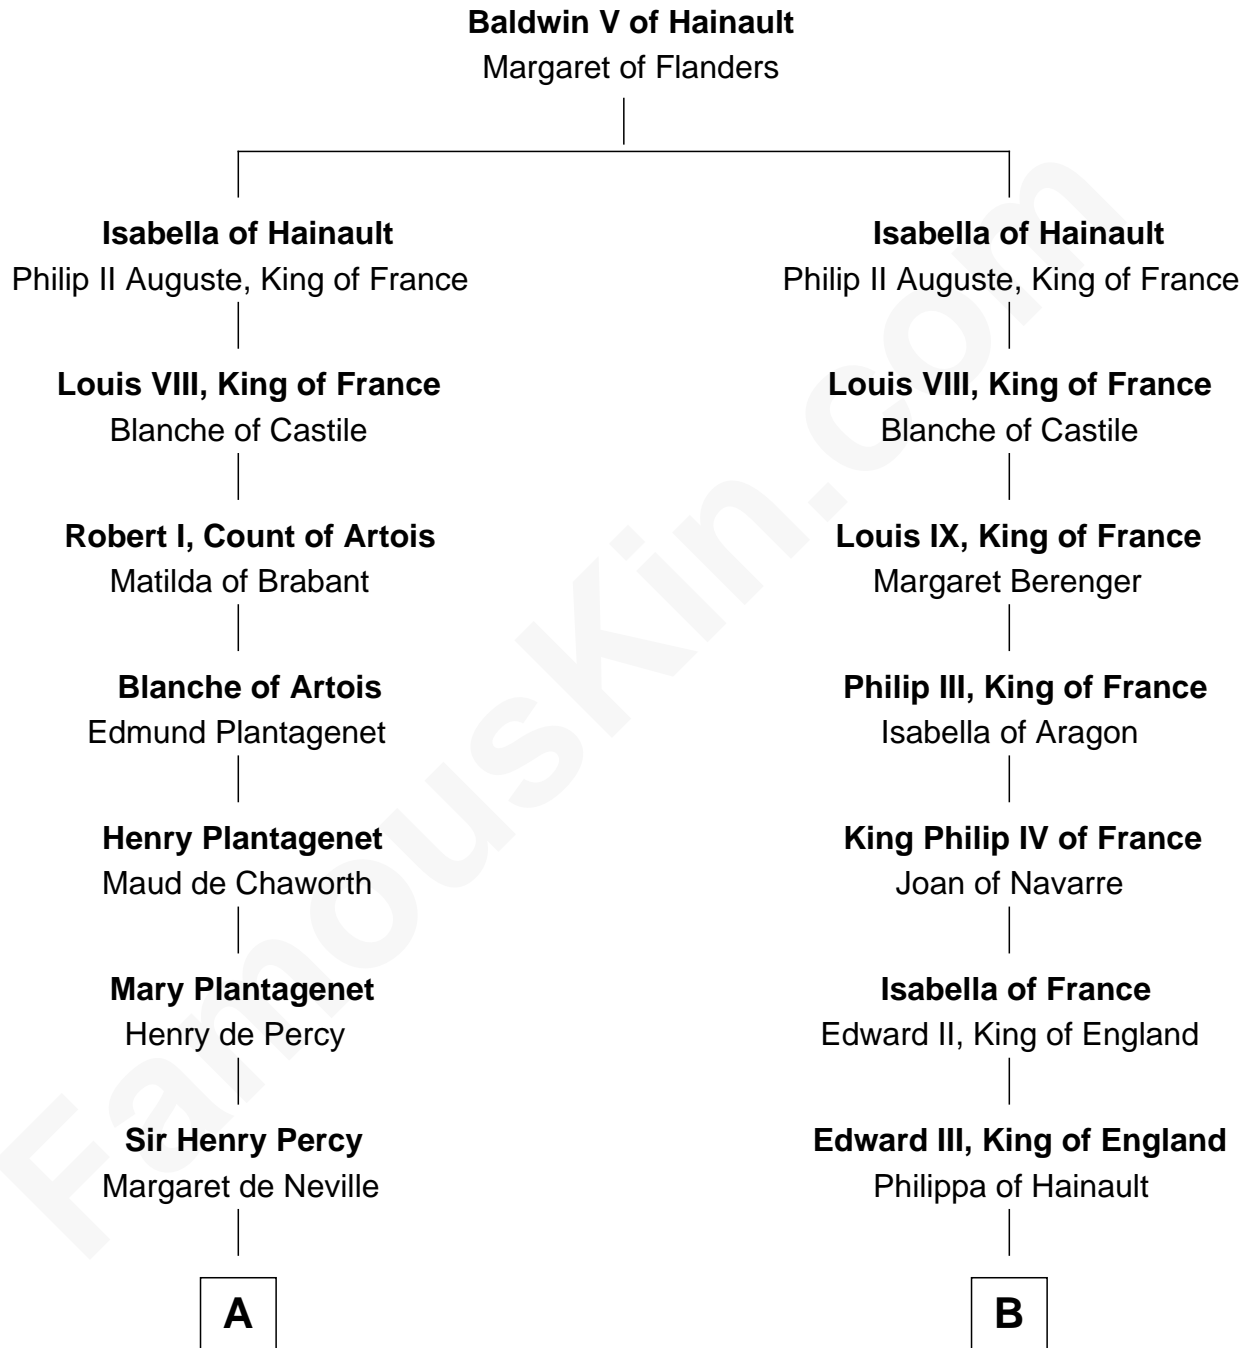 Baldwin V of Hainault
Margaret of Flanders
Isabella of Hainault
Philip II Auguste, King of France
Isabella of Hainault
Philip II Auguste, King of France
Louis VIII, King of France
Blanche of Castile
Louis VIII, King of France
Blanche of Castile
Robert I, Count of Artois
Matilda of Brabant
Louis IX, King of France
Margaret Berenger
Blanche of Artois
Edmund Plantagenet
Philip III, King of France
Isabella of Aragon
Henry Plantagenet
Maud de Chaworth
King Philip IV of France
Joan of Navarre
Mary Plantagenet
Henry de Percy
Isabella of France
Edward II, King of England
Sir Henry Percy
Margaret de Neville
Edward III, King of England
Philippa of Hainault
A
B
FamousKin.com